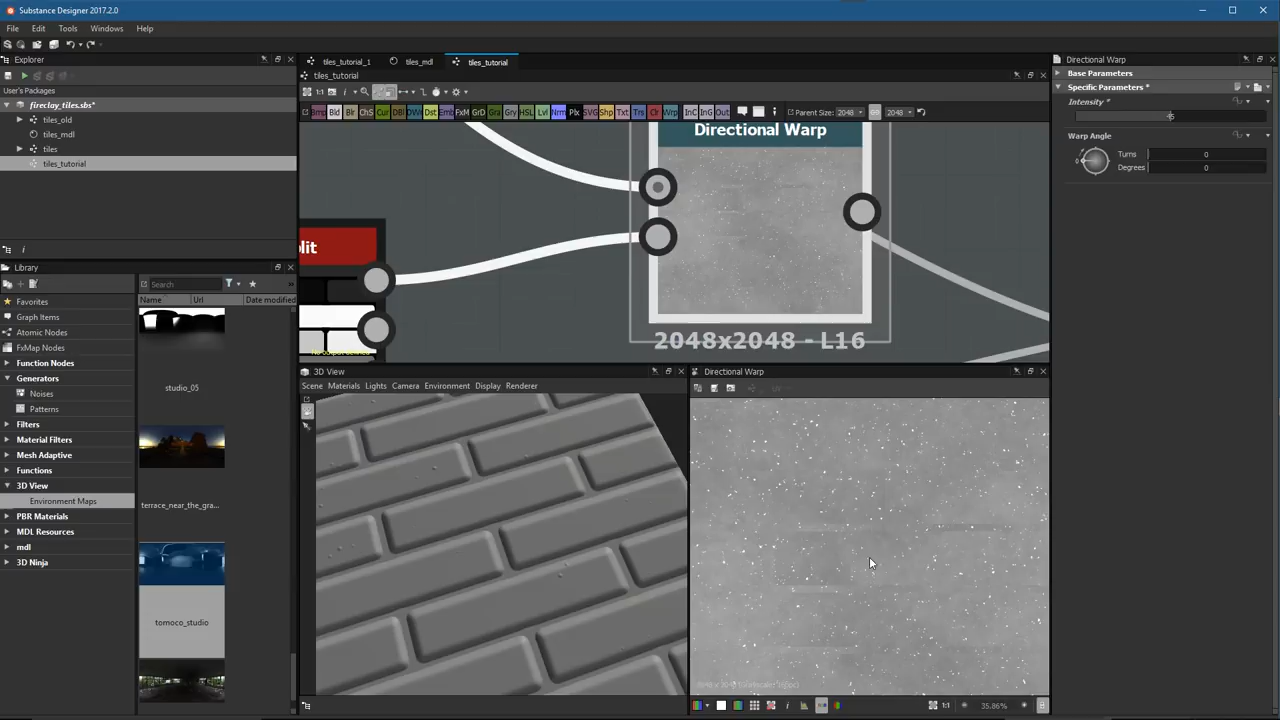 Substance Designer 2017.2.0
File Edit Tools Windows Help
Explorer
User's Packages
fireclay_tiles.sbs*
tiles_old
tiles_mdl
tiles
tiles_tutorial
Library
Search
Name Url Date modified
Favorites
Graph Items
Atomic Nodes
FxMap Nodes
Function Nodes
Generators
Noises
Patterns
Filters
Material Filters
Mesh Adaptive
Functions
3D View
Environment Maps
PBR Materials
MDL Resources
mdl
3D Ninja
studio_05
terrace_near_the_gra...
tomoco_studio
tiles_tutorial_1 tiles_mdl tiles_tutorial
tiles_tutorial
Parent Size: 2048 2048
Directional Warp
lit
2048x2048 - L16
3D View
Scene Materials Lights Camera Environment Display Renderer
Directional Warp
35.86%
1:1
Directional Warp
Base Parameters
Specific Parameters *
Intensity *
Warp Angle
Turns 0
Degrees 0